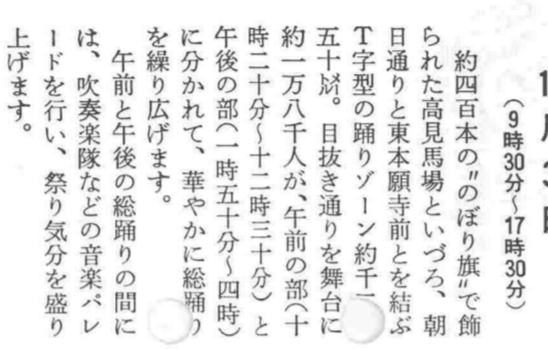 (9時30分～17時30分)
約四百本の〃のぼり旗〃で飾
られた高見馬場といづろ、朝
日通りと東本願寺前とを結ぶ
T字型の踊りゾーン約千
五十㍍。目抜き通りを舞台に
約一万八千人が、午前の部(十
時二十分～十二時三十分)と
午後の部(一時五十分～四時)
に分かれて、華やかに総踊り
を繰り広げます。
午前と午後の総踊りの間に
は、吹奏楽隊などの音楽パレ
ードを行い、祭り気分を盛り
上げます。